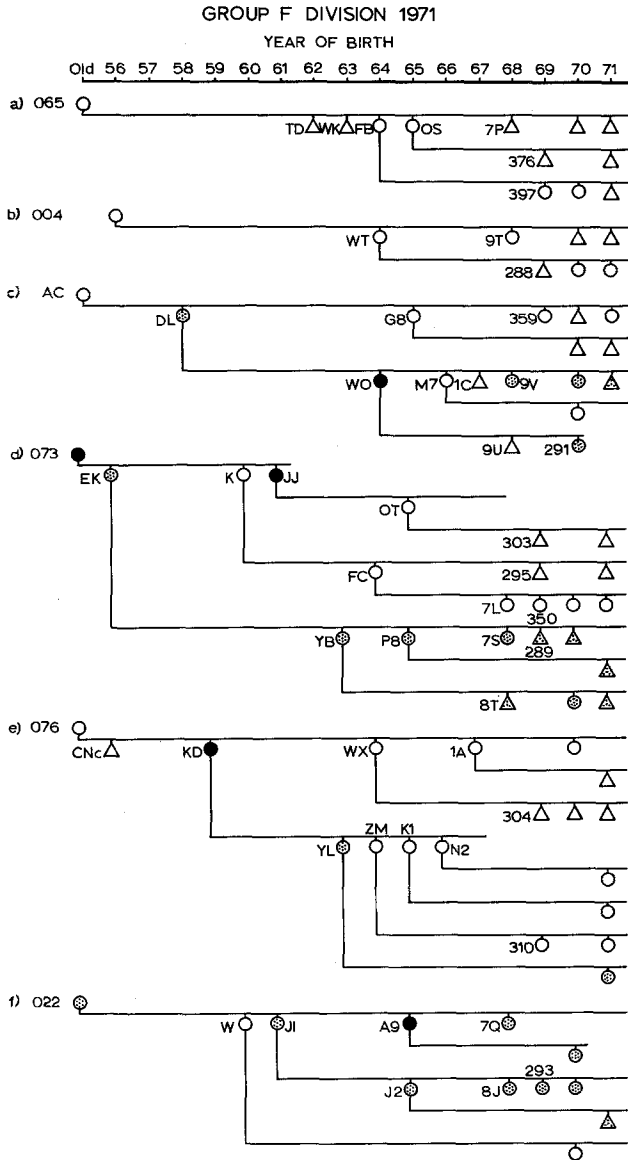 GROUP F DIVISION 1971
YEAR OF BIRTH
Old 56 57 58 59 60 61 62 63 64 65 66 67 68 69 70 71
a) 065
TD WK FB OS 7P
376
397
b) 004
WT 9T
288
c) AC
DL G8 359
WO M7 1C 9V
9U 291
d) 073
EK K JJ
OT
303
FC 295
7L 350
YB P8 7S 289
8T
e) 076
CNc KD WX 1A
304
ZM K1
YL N2
310
f) 022
W JI A9 7Q
293
J2 8J